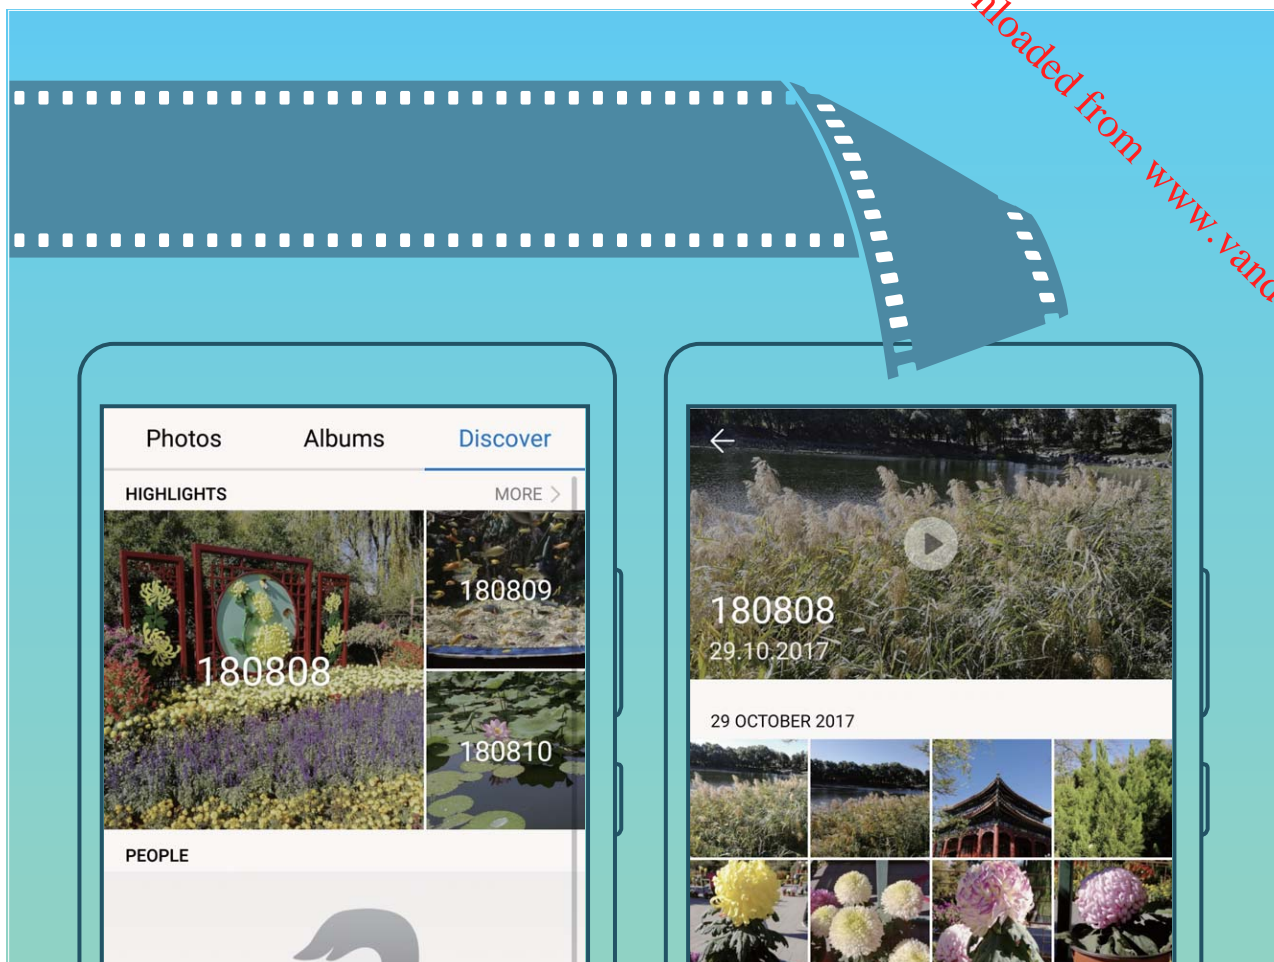 nloaded from www.vand
Photos Albums Discover
HIGHLIGHTS MORE
180808
180809
180810
PEOPLE
180808
29.10.2017
29 OCTOBER 2017